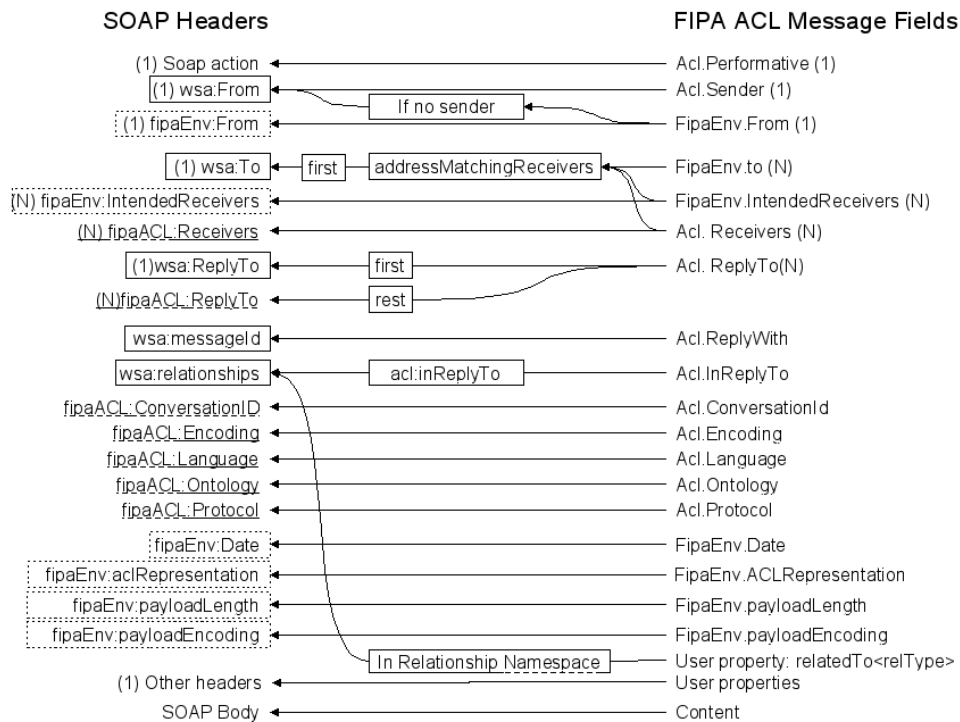 SOAP Headers FIPA ACL Message Fields
(1) Soap action Acl.Performative (1)
(1) wsa:From Acl.Sender (1)
If no sender
(1) fipaEnv:From FipaEnv.From (1)
(1) wsa:To first addressMatchingReceivers FipaEnv.to (N)
(N) fipaEnv:IntendedReceivers FipaEnv.IntendedReceivers (N)
(N) fipaACL:Receivers Acl. Receivers (N)
(1)wsa:ReplyTo first Acl. ReplyTo(N)
(N)fipaACL:ReplyTo rest
wsa:messageId Acl.ReplyWith
wsa:relationships acl:inReplyTo Acl.InReplyTo
fipaACL:ConversationID Acl.ConversationId
fipaACL:Encoding Acl.Encoding
fipaACL:Language Acl.Language
fipaACL:Ontology Acl.Ontology
fipaACL:Protocol Acl.Protocol
fipaEnv:Date FipaEnv.Date
fipaEnv:aclRepresentation FipaEnv.ACLRepresentation
fipaEnv:payloadLength FipaEnv.payloadLength
fipaEnv:payloadEncoding FipaEnv.payloadEncoding
In Relationship Namespace User property: relatedTo<relType>
(1) Other headers User properties
SOAP Body Content